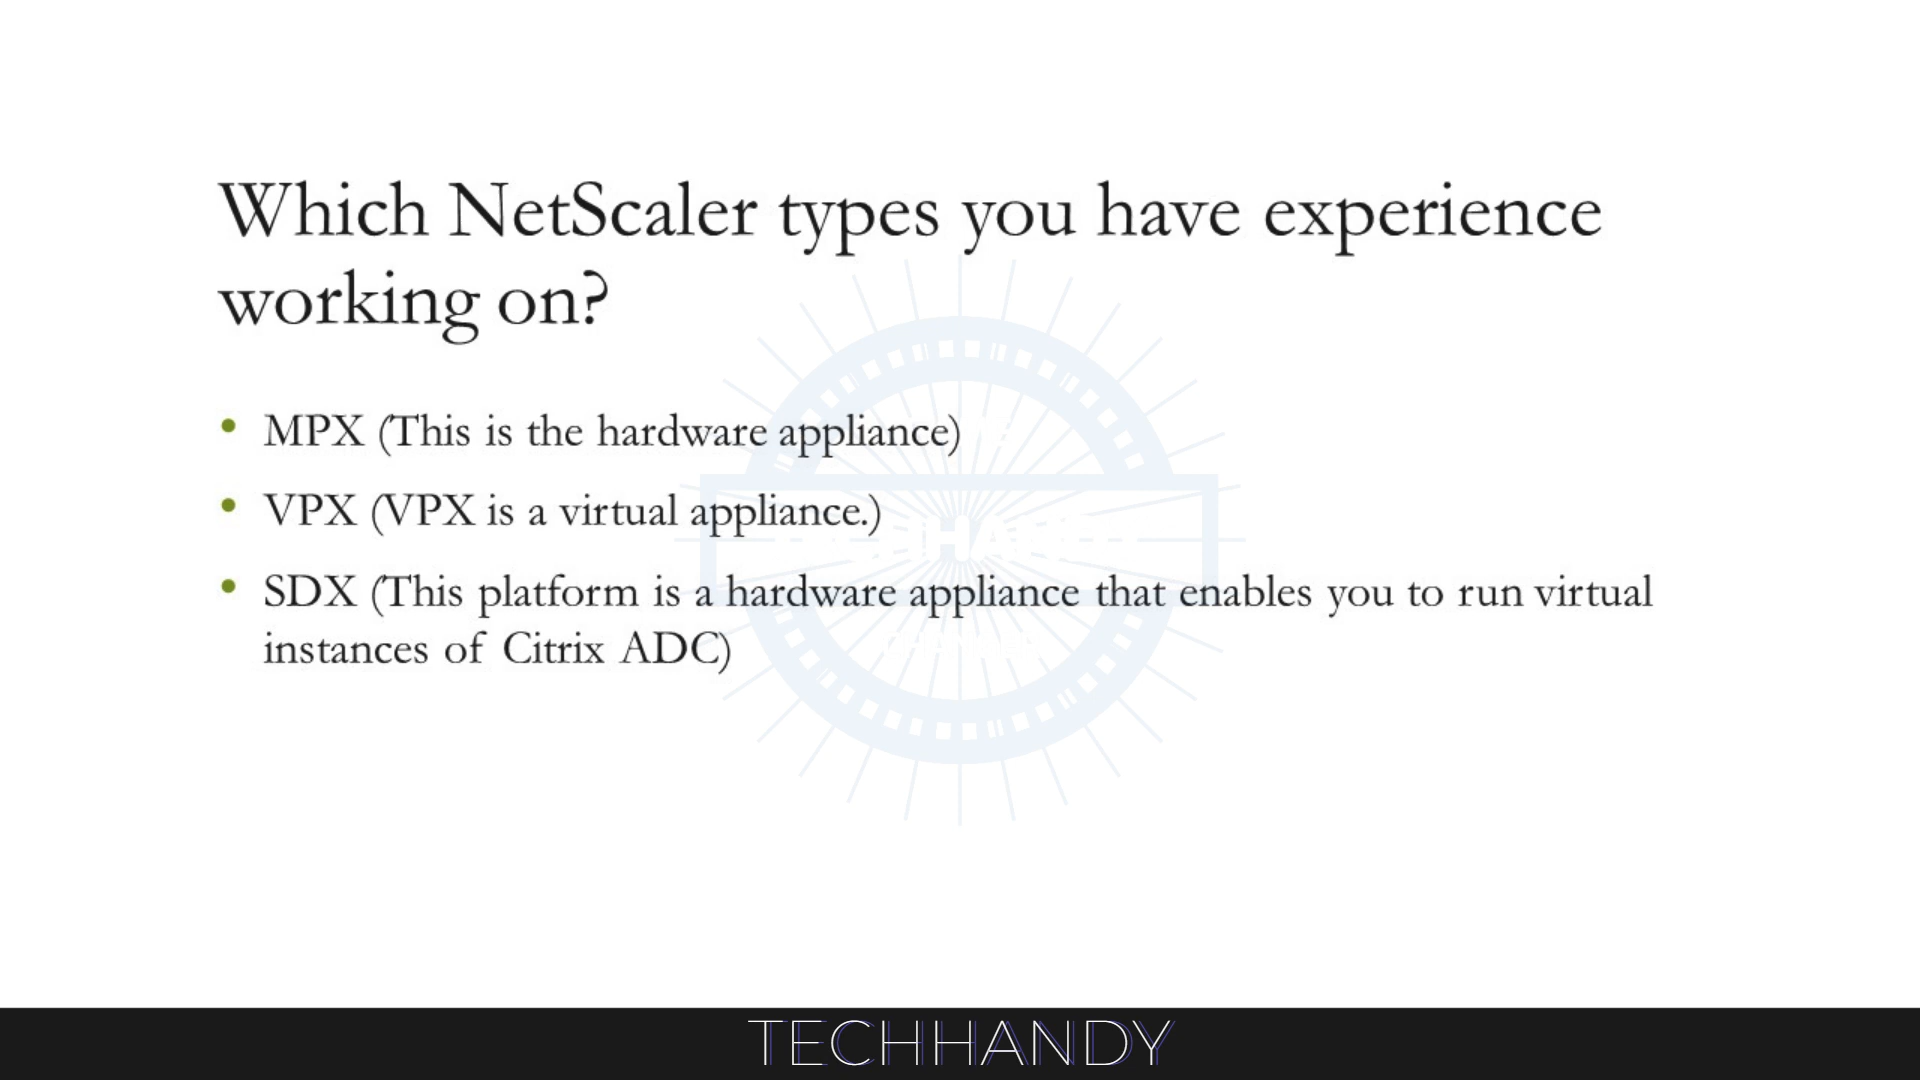 Which NetScaler types you have experience
working on?
• MPX (This is the hardware appliance)
• VPX (VPX is a virtual appliance.)
• SDX (This platform is a hardware appliance that enables you to run virtual
instances of Citrix ADC)
TECHHANDY